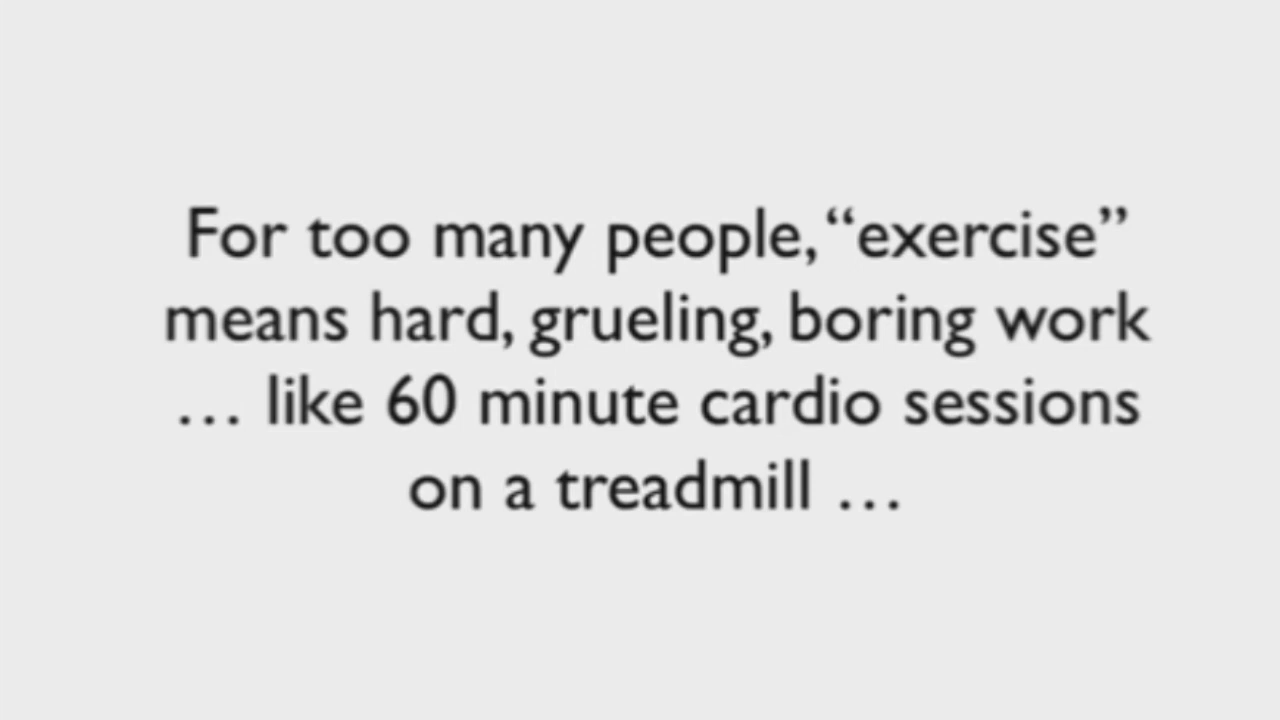 For too many people, “exercise”
means hard, grueling, boring work
… like 60 minute cardio sessions
on a treadmill …